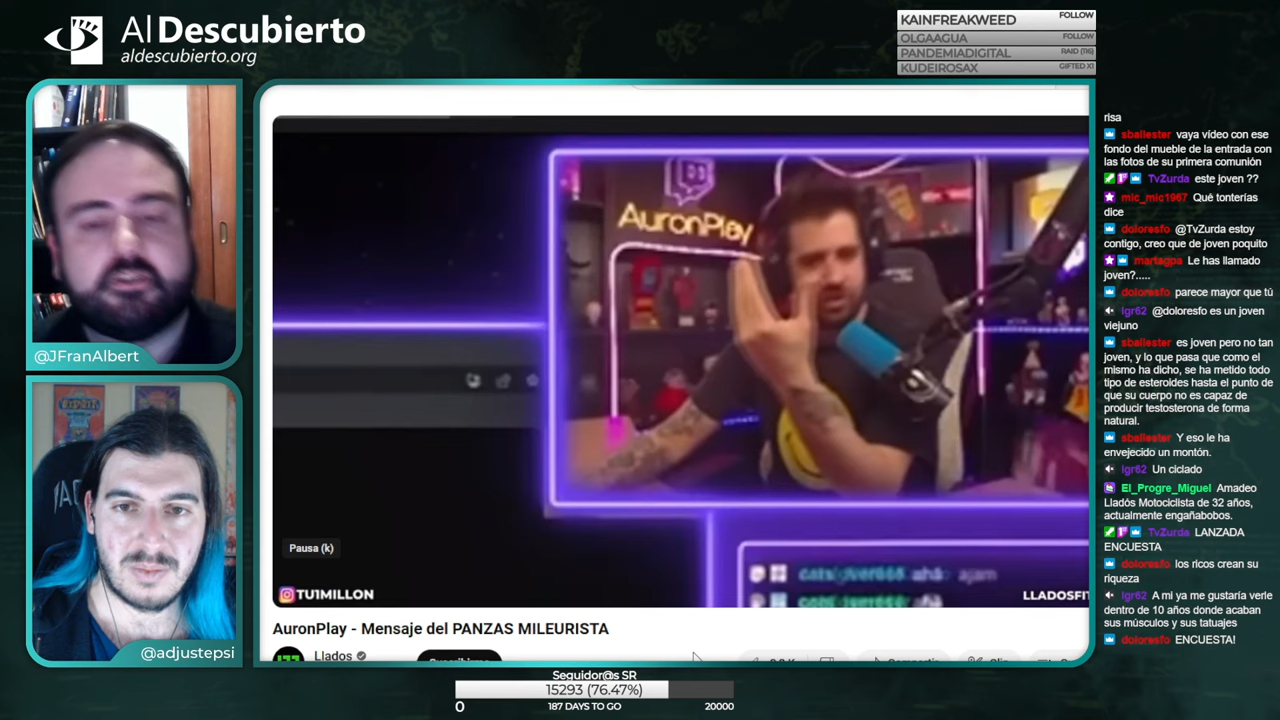 Al Descubierto
aldescubierto.org
KAINFREAKWEED FOLLOW
OLGAAGUA FOLLOW
PANDEMIADIGITAL RAID (116)
KUDEIROSAX GIFTED X1
@JFranAlbert
@adjustepsi
AuronPlay
Pausa (k)
TU1MILLON
LLADOSFIT
AuronPlay - Mensaje del PANZAS MILEURISTA
Llados
risa
sballester vaya vídeo con ese
fondo del mueble de la entrada con
las fotos de su primera comunión
TvZurda este joven ??
mic_mic1967 Qué tonterías
dice
doloresfo @TvZurda estoy
contigo, creo que de joven poquito
martagpa Le has llamado
joven?.....
doloresfo parece mayor que tú
lgr62 @doloresfo es un joven
viejuno
sballester es joven pero no tan
joven, y lo que pasa que como el
mismo ha dicho, se ha metido todo
tipo de esteroides hasta el punto de
que su cuerpo no es capaz de
producir testosterona de forma
natural.
sballester Y eso le ha
envejecido un montón.
lgr62 Un ciclado
El_Progre_Miguel Amadeo
Lladós Motociclista de 32 años,
actualmente engañabobos.
TvZurda LANZADA
ENCUESTA
doloresfo los ricos crean su
riqueza
lgr62 A mi ya me gustaría verle
dentro de 10 años donde acaban
sus músculos y sus tatuajes
doloresfo ENCUESTA!
Seguidor@s SR
15293 (76.47%)
0 187 DAYS TO GO 20000